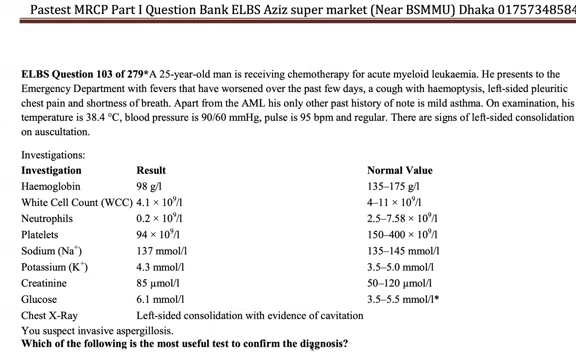 Pastest MRCP Part I Question Bank ELBS Aziz super market (Near BSMMU) Dhaka 01757348584
ELBS Question 103 of 279*A 25-year-old man is receiving chemotherapy for acute myeloid leukaemia. He presents to the
Emergency Department with fevers that have worsened over the past few days, a cough with haemoptysis, left-sided pleuritic
chest pain and shortness of breath. Apart from the AML his only other past history of note is mild asthma. On examination, his
temperature is 38.4 °C, blood pressure is 90/60 mmHg, pulse is 95 bpm and regular. There are signs of left-sided consolidation
on auscultation.
Investigations:
Investigation Result Normal Value
Haemoglobin 98 g/l 135–175 g/l
White Cell Count (WCC) 4.1 × 10⁹/l 4–11 × 10⁹/l
Neutrophils 0.2 × 10⁹/l 2.5–7.58 × 10⁹/l
Platelets 94 × 10⁹/l 150–400 × 10⁹/l
Sodium (Na⁺) 137 mmol/l 135–145 mmol/l
Potassium (K⁺) 4.3 mmol/l 3.5–5.0 mmol/l
Creatinine 85 µmol/l 50–120 µmol/l
Glucose 6.1 mmol/l 3.5–5.5 mmol/l*
Chest X-Ray Left-sided consolidation with evidence of cavitation
You suspect invasive aspergillosis.
Which of the following is the most useful test to confirm the diagnosis?